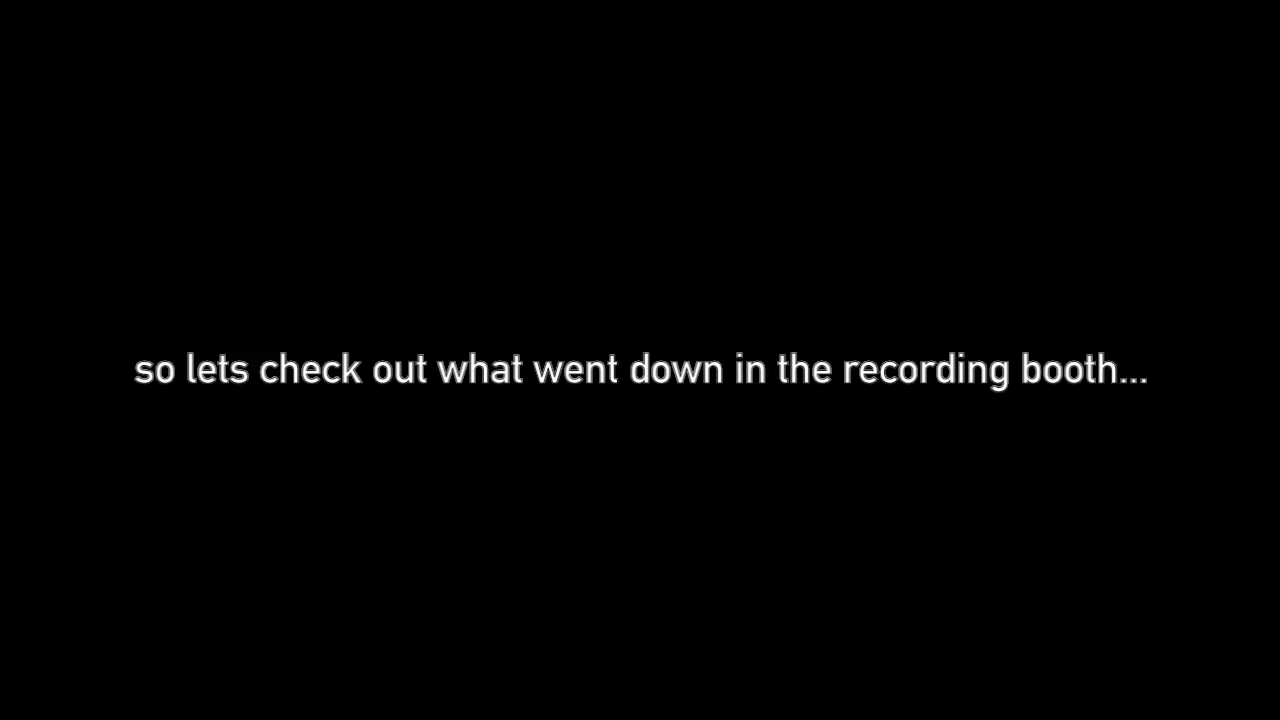 so lets check out what went down in the recording booth...